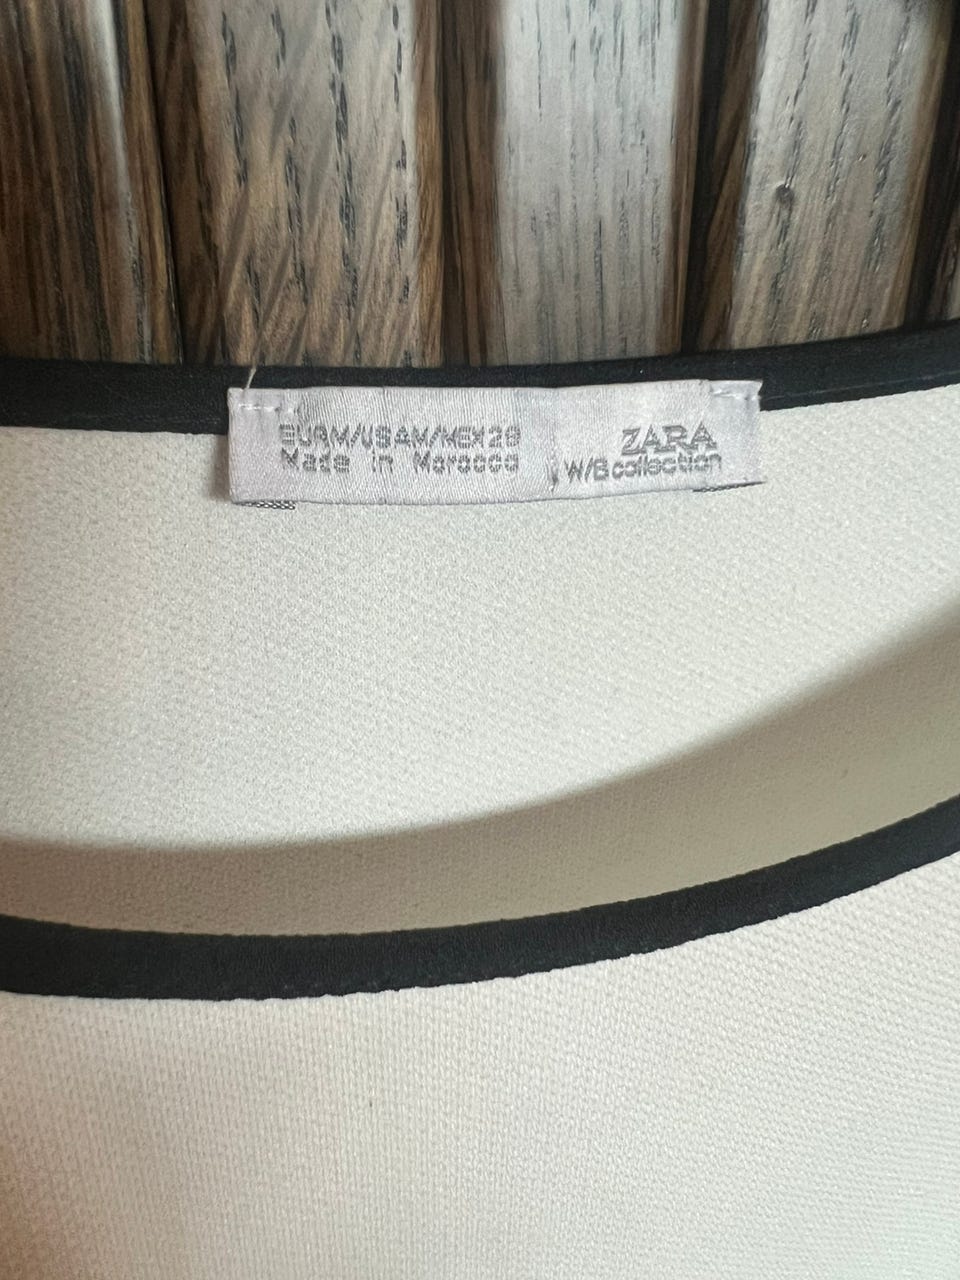 EUR M/USA M/MEX 28
Made in Morocco
ZARA
W/B collection